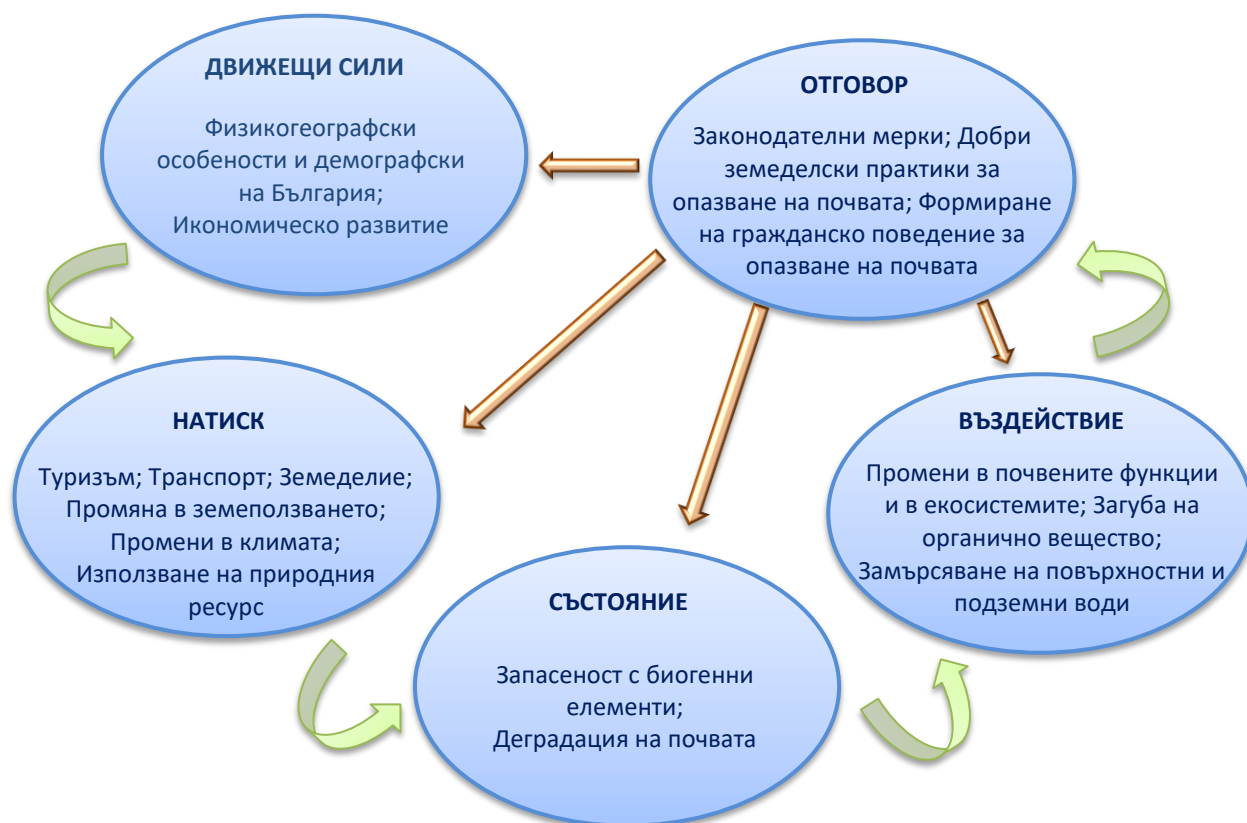 ДВИЖЕЩИ СИЛИ
Физикогеографски
особености и демографски
на България;
Икономическо развитие
ОТГОВОР
Законодателни мерки; Добри
земеделски практики за
опазване на почвата; Формиране
на гражданско поведение за
опазване на почвата
НАТИСК
Туризъм; Транспорт; Земеделие;
Промяна в земеползването;
Промени в климата;
Използване на природния
ресурс
СЪСТОЯНИЕ
Запасеност с биогенни
елементи;
Деградация на почвата
ВЪЗДЕЙСТВИЕ
Промени в почвените функции
и в екосистемите; Загуба на
органично вещество;
Замърсяване на повърхностни и
подземни води